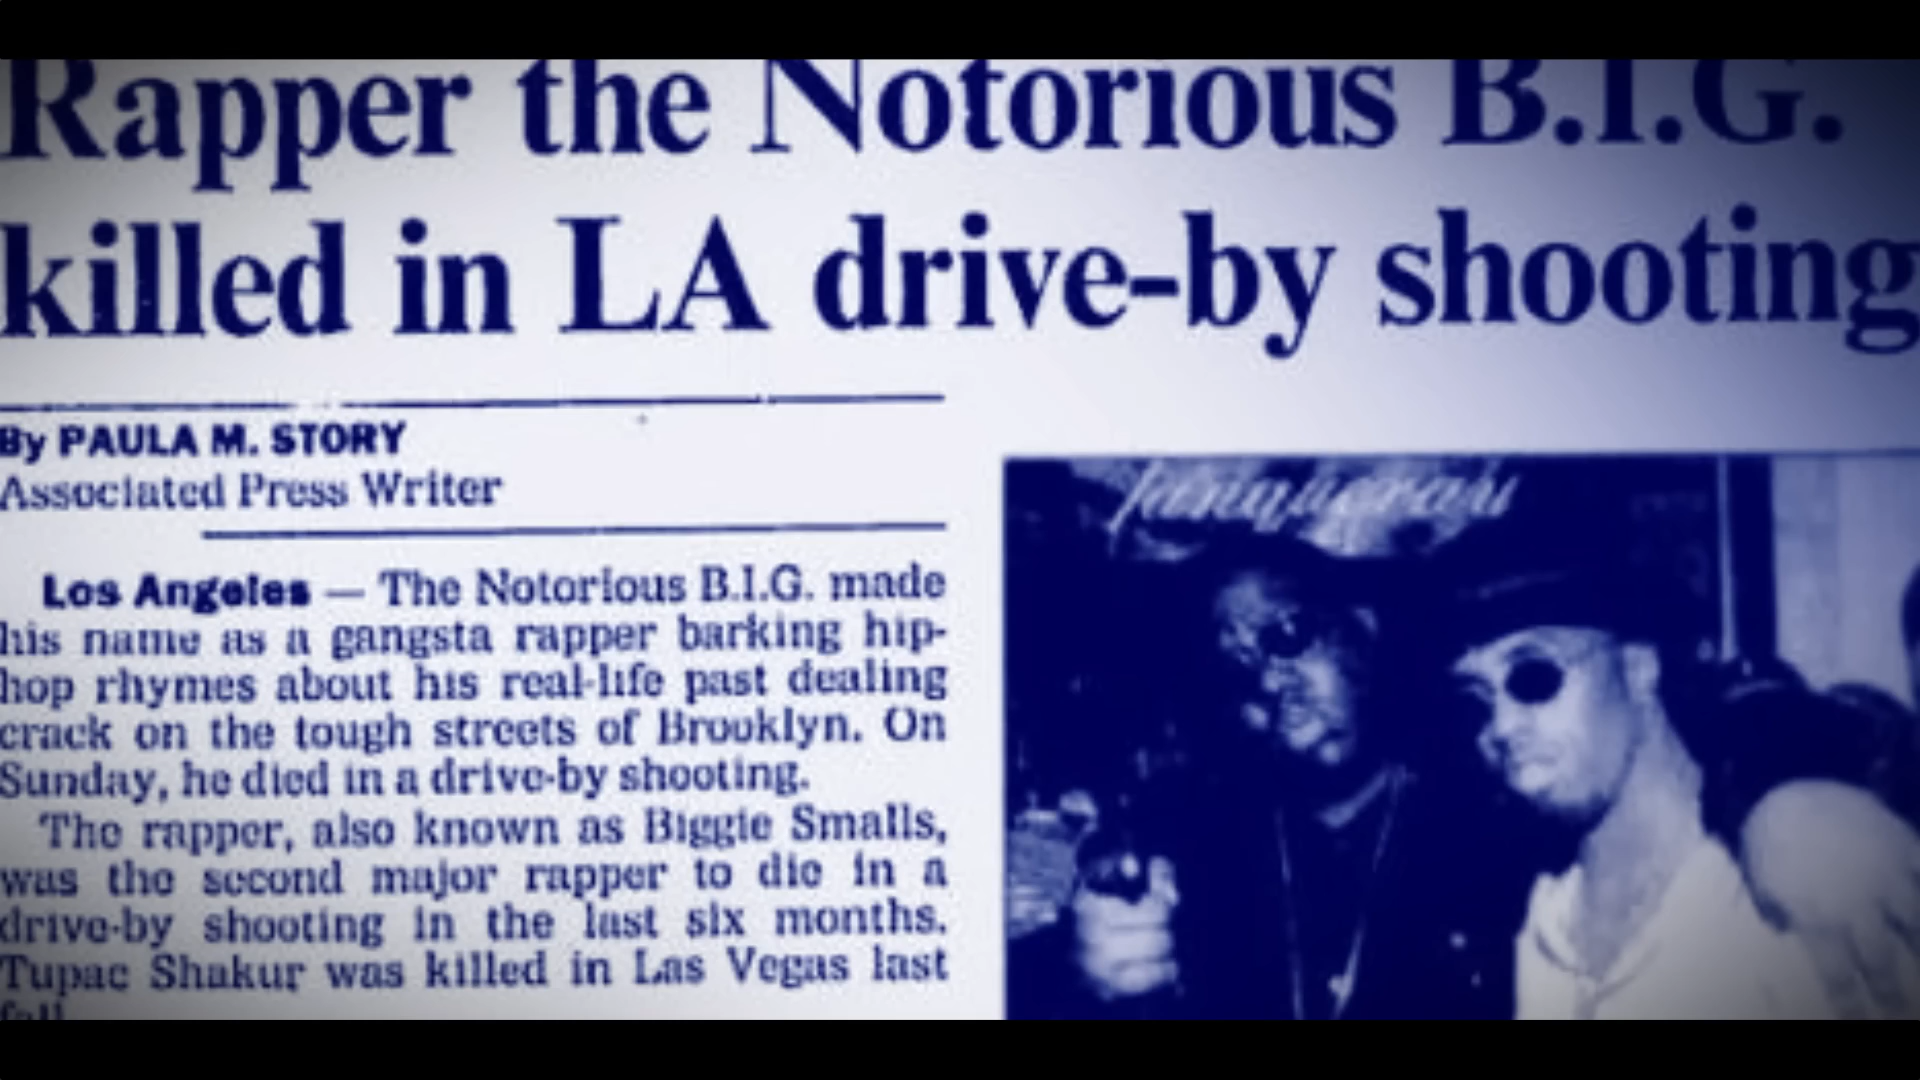 Rapper the Notorious B.I.G.
killed in LA drive-by shooting
By PAULA M. STORY
Associated Press Writer
Los Angeles — The Notorious B.I.G. made
his name as a gangsta rapper barking hip-
hop rhymes about his real-life past dealing
crack on the tough streets of Brooklyn. On
Sunday, he died in a drive-by shooting.
The rapper, also known as Biggie Smalls,
was the second major rapper to die in a
drive-by shooting in the last six months.
Tupac Shakur was killed in Las Vegas last
fall.
Tanqueray